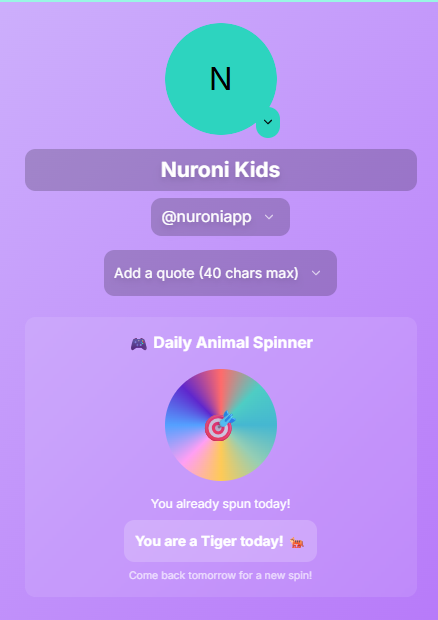 N
Nuroni Kids
@nuroniapp
Add a quote (40 chars max)
🎮 Daily Animal Spinner
You already spun today!
You are a Tiger today! 🐅
Come back tomorrow for a new spin!